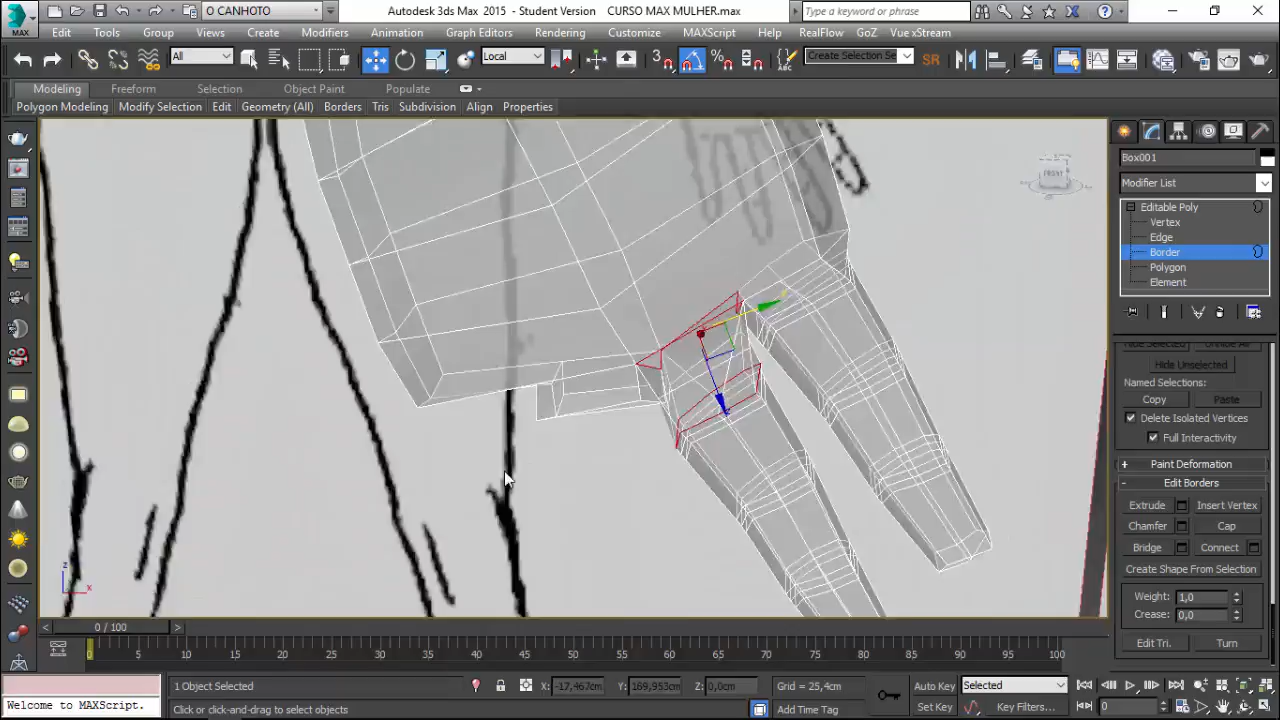 MAX
O CANHOTO
Autodesk 3ds Max 2015 - Student Version CURSO MAX MULHER.max
Type a keyword or phrase
Edit Tools Group Views Create Modifiers Animation Graph Editors Rendering Customize MAXScript Help RealFlow GoZ Vue xStream
All Local 3 Create Selection Se SR
Modeling Freeform Selection Object Paint Populate
Polygon Modeling Modify Selection Edit Geometry (All) Borders Tris Subdivision Align Properties
FRONT
Box001
Modifier List
Editable Poly
Vertex
Edge
Border
Polygon
Element
Hide Unselected
Named Selections:
Copy Paste
Delete Isolated Vertices
Full Interactivity
+ Paint Deformation
- Edit Borders
Extrude Insert Vertex
Chamfer Cap
Bridge Connect
Create Shape From Selection
Weight: 1,0
Crease: 0,0
Edit Tri. Turn
z
x
< 0 / 100 >
0 5 10 15 20 25 30 35 40 45 50 55 60 65 70 75 80 85 90 95 100
1 Object Selected X: -17,467cm Y: 169,953cm Z: 0,0cm Grid = 25,4cm Auto Key Selected
Welcome to MAXScript. Click or click-and-drag to select objects Add Time Tag Set Key Key Filters... 0